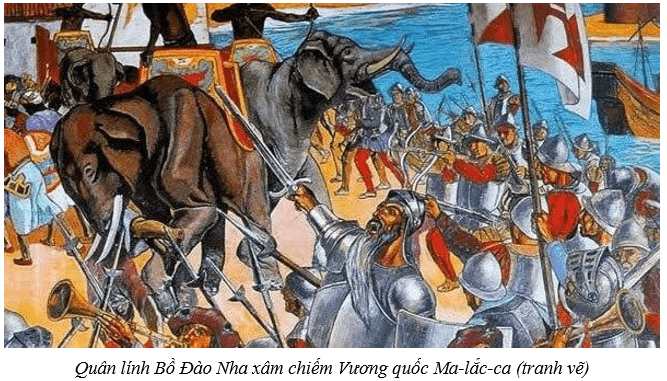 Quân lính Bồ Đào Nha xâm chiếm Vương quốc Ma-lắc-ca (tranh vẽ)